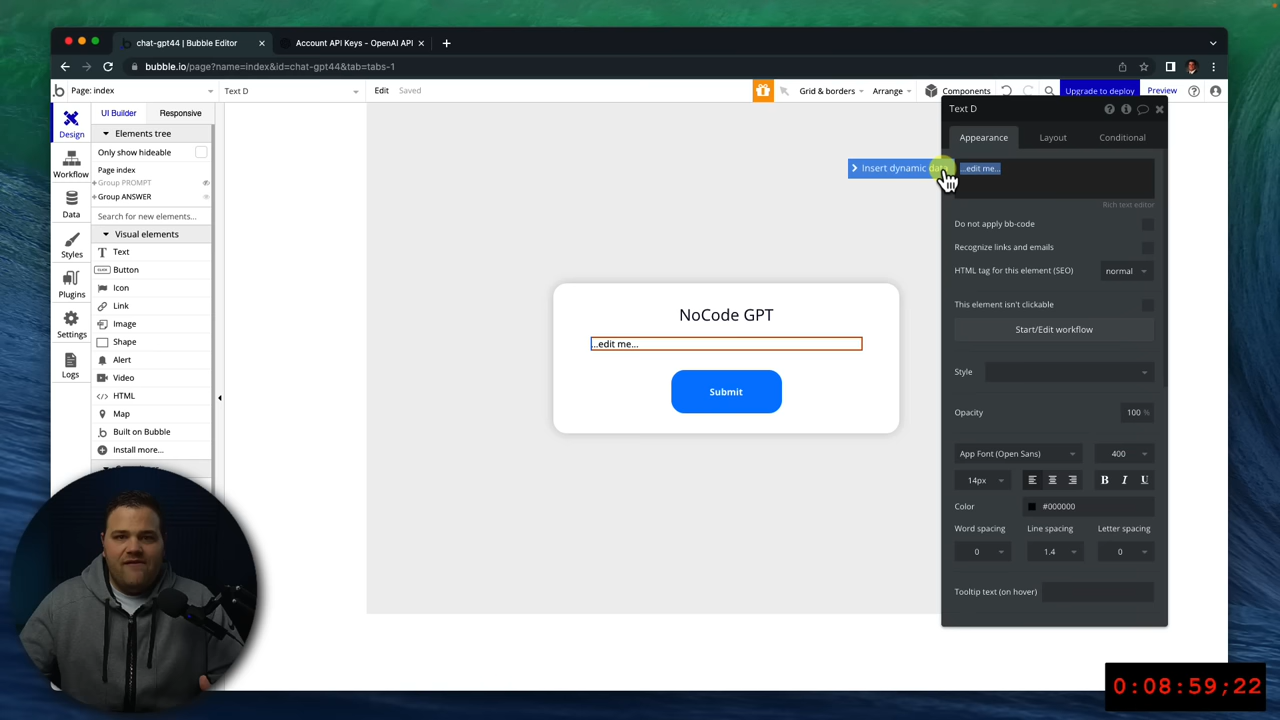 chat-gpt44 | Bubble Editor
Account API Keys - OpenAI API
bubble.io/page?name=index&id=chat-gpt44&tab=tabs-1
Page: index
Text D
Edit
Saved
Grid & borders
Arrange
Components
Upgrade to deploy
Preview
Design
Workflow
Data
Styles
Plugins
Settings
Logs
UI Builder
Responsive
Elements tree
Only show hideable
Page index
Group PROMPT
Group ANSWER
Search for new elements...
Visual elements
Text
Button
Icon
Link
Image
Shape
Alert
Video
HTML
Map
Built on Bubble
Install more...
NoCode GPT
...edit me...
Submit
Insert dynamic data
Text D
Appearance
Layout
Conditional
...edit me...
Rich text editor
Do not apply bb-code
Recognize links and emails
HTML tag for this element (SEO)
normal
This element isn't clickable
Start/Edit workflow
Style
Opacity
100 %
App Font (Open Sans)
400
14px
B I U
Color
#000000
Word spacing
Line spacing
Letter spacing
0
1.4
0
Tooltip text (on hover)
0:08:59;22